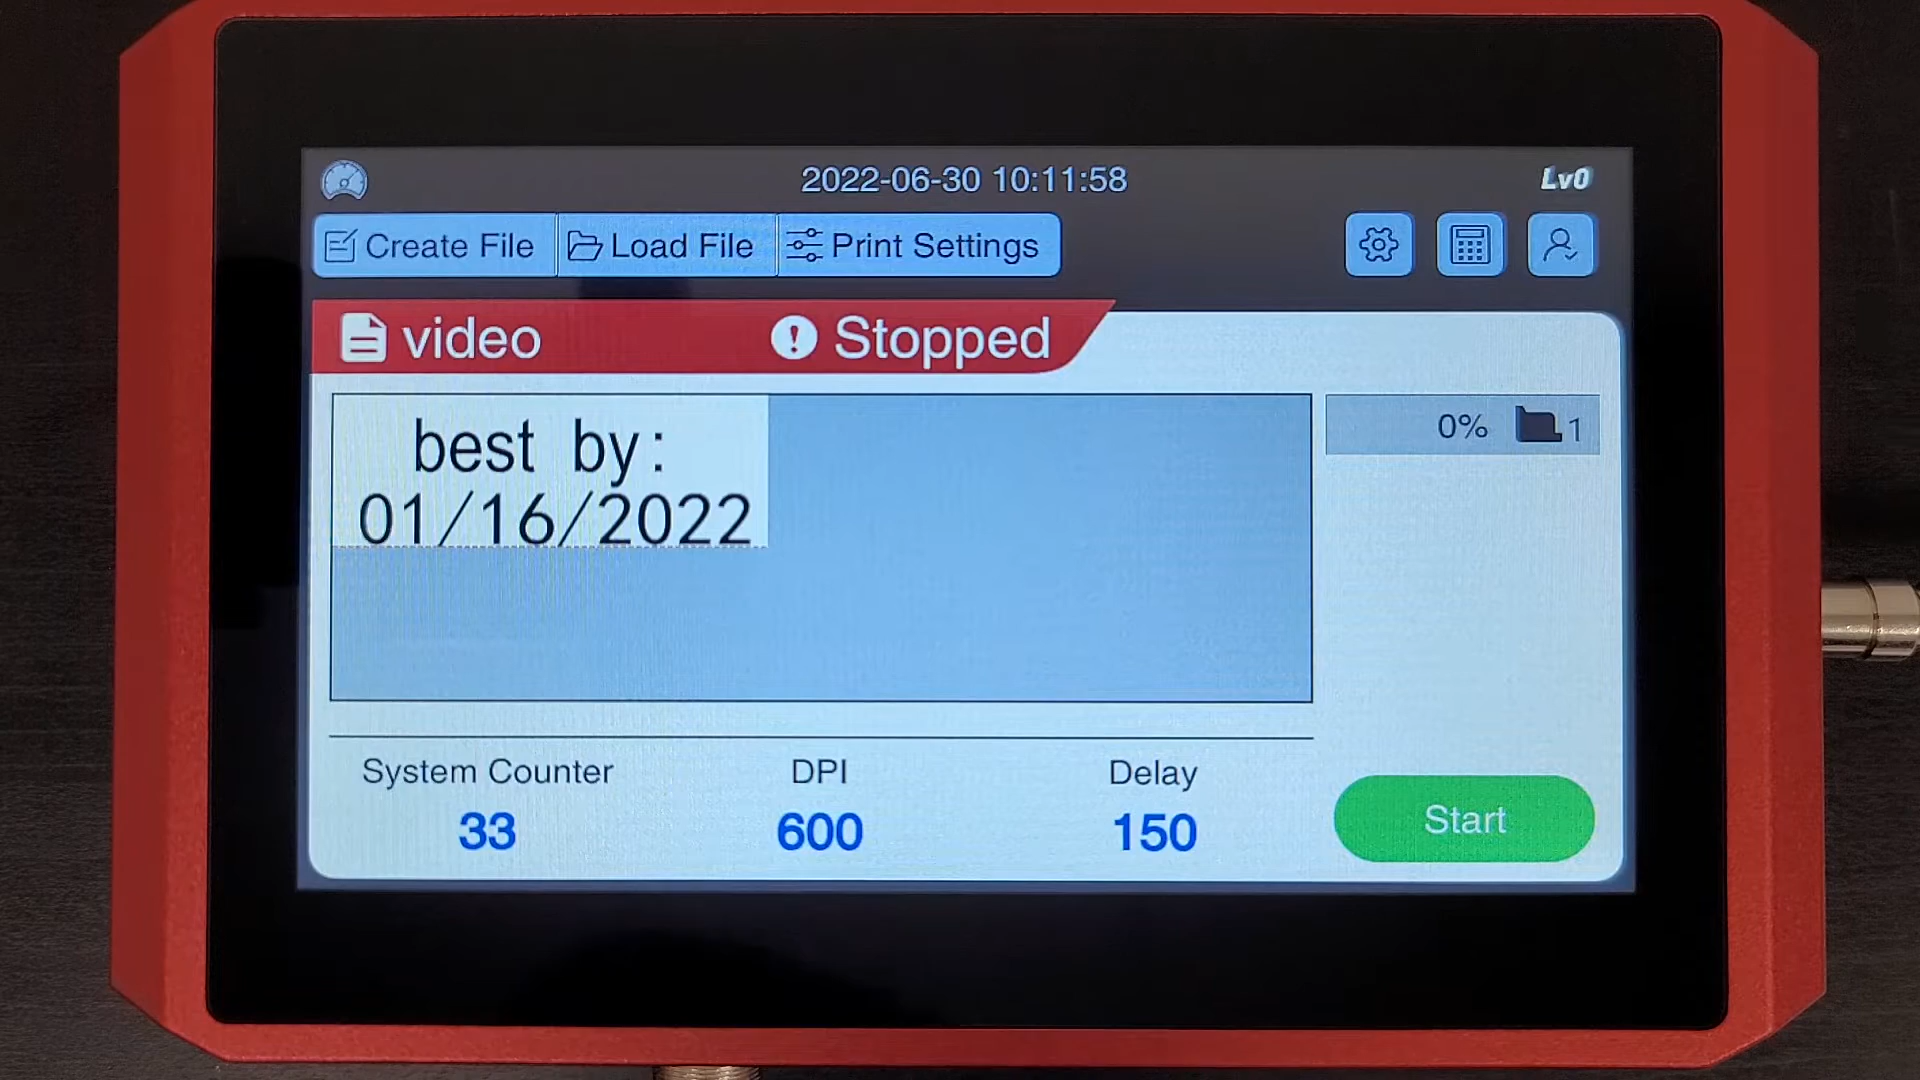 2022-06-30 10:11:58
Lv0
Create File
Load File
Print Settings
video
Stopped
best by:
01/16/2022
0%
1
System Counter
DPI
Delay
33
600
150
Start